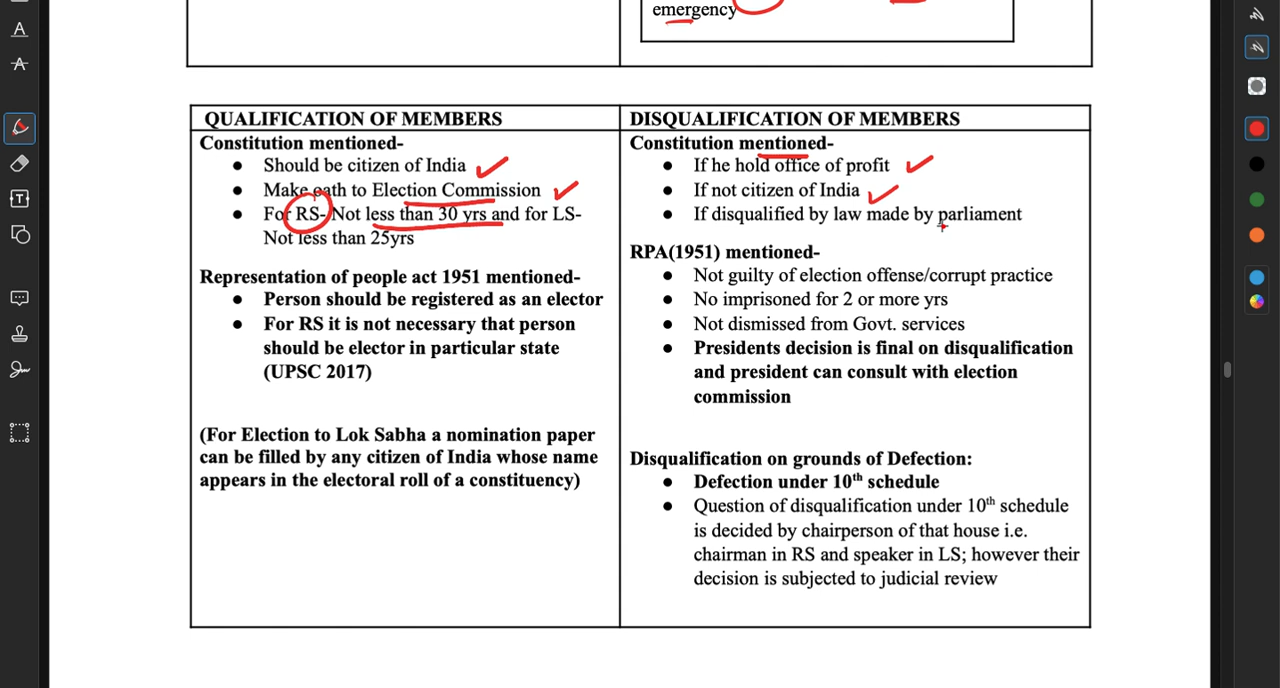 emergency
QUALIFICATION OF MEMBERS
Constitution mentioned-
● Should be citizen of India
● Make oath to Election Commission
● For RS- Not less than 30 yrs and for LS-
Not less than 25yrs
Representation of people act 1951 mentioned-
● Person should be registered as an elector
● For RS it is not necessary that person
should be elector in particular state
(UPSC 2017)
(For Election to Lok Sabha a nomination paper
can be filled by any citizen of India whose name
appears in the electoral roll of a constituency)
DISQUALIFICATION OF MEMBERS
Constitution mentioned-
● If he hold office of profit
● If not citizen of India
● If disqualified by law made by parliament
RPA(1951) mentioned-
● Not guilty of election offense/corrupt practice
● No imprisoned for 2 or more yrs
● Not dismissed from Govt. services
● Presidents decision is final on disqualification
and president can consult with election
commission
Disqualification on grounds of Defection:
● Defection under 10th schedule
● Question of disqualification under 10th schedule
is decided by chairperson of that house i.e.
chairman in RS and speaker in LS; however their
decision is subjected to judicial review